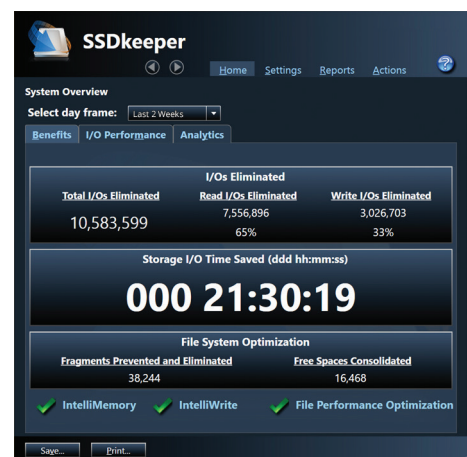 SSDkeeper
Home Settings Reports Actions
System Overview
Select day frame: Last 2 Weeks
Benefits I/O Performance Analytics
I/Os Eliminated
Total I/Os Eliminated Read I/Os Eliminated Write I/Os Eliminated
10,583,599 7,556,896 3,026,703
65% 33%
Storage I/O Time Saved (ddd hh:mm:ss)
000 21:30:19
File System Optimization
Fragments Prevented and Eliminated Free Spaces Consolidated
38,244 16,468
IntelliMemory IntelliWrite File Performance Optimization
Save... Print...